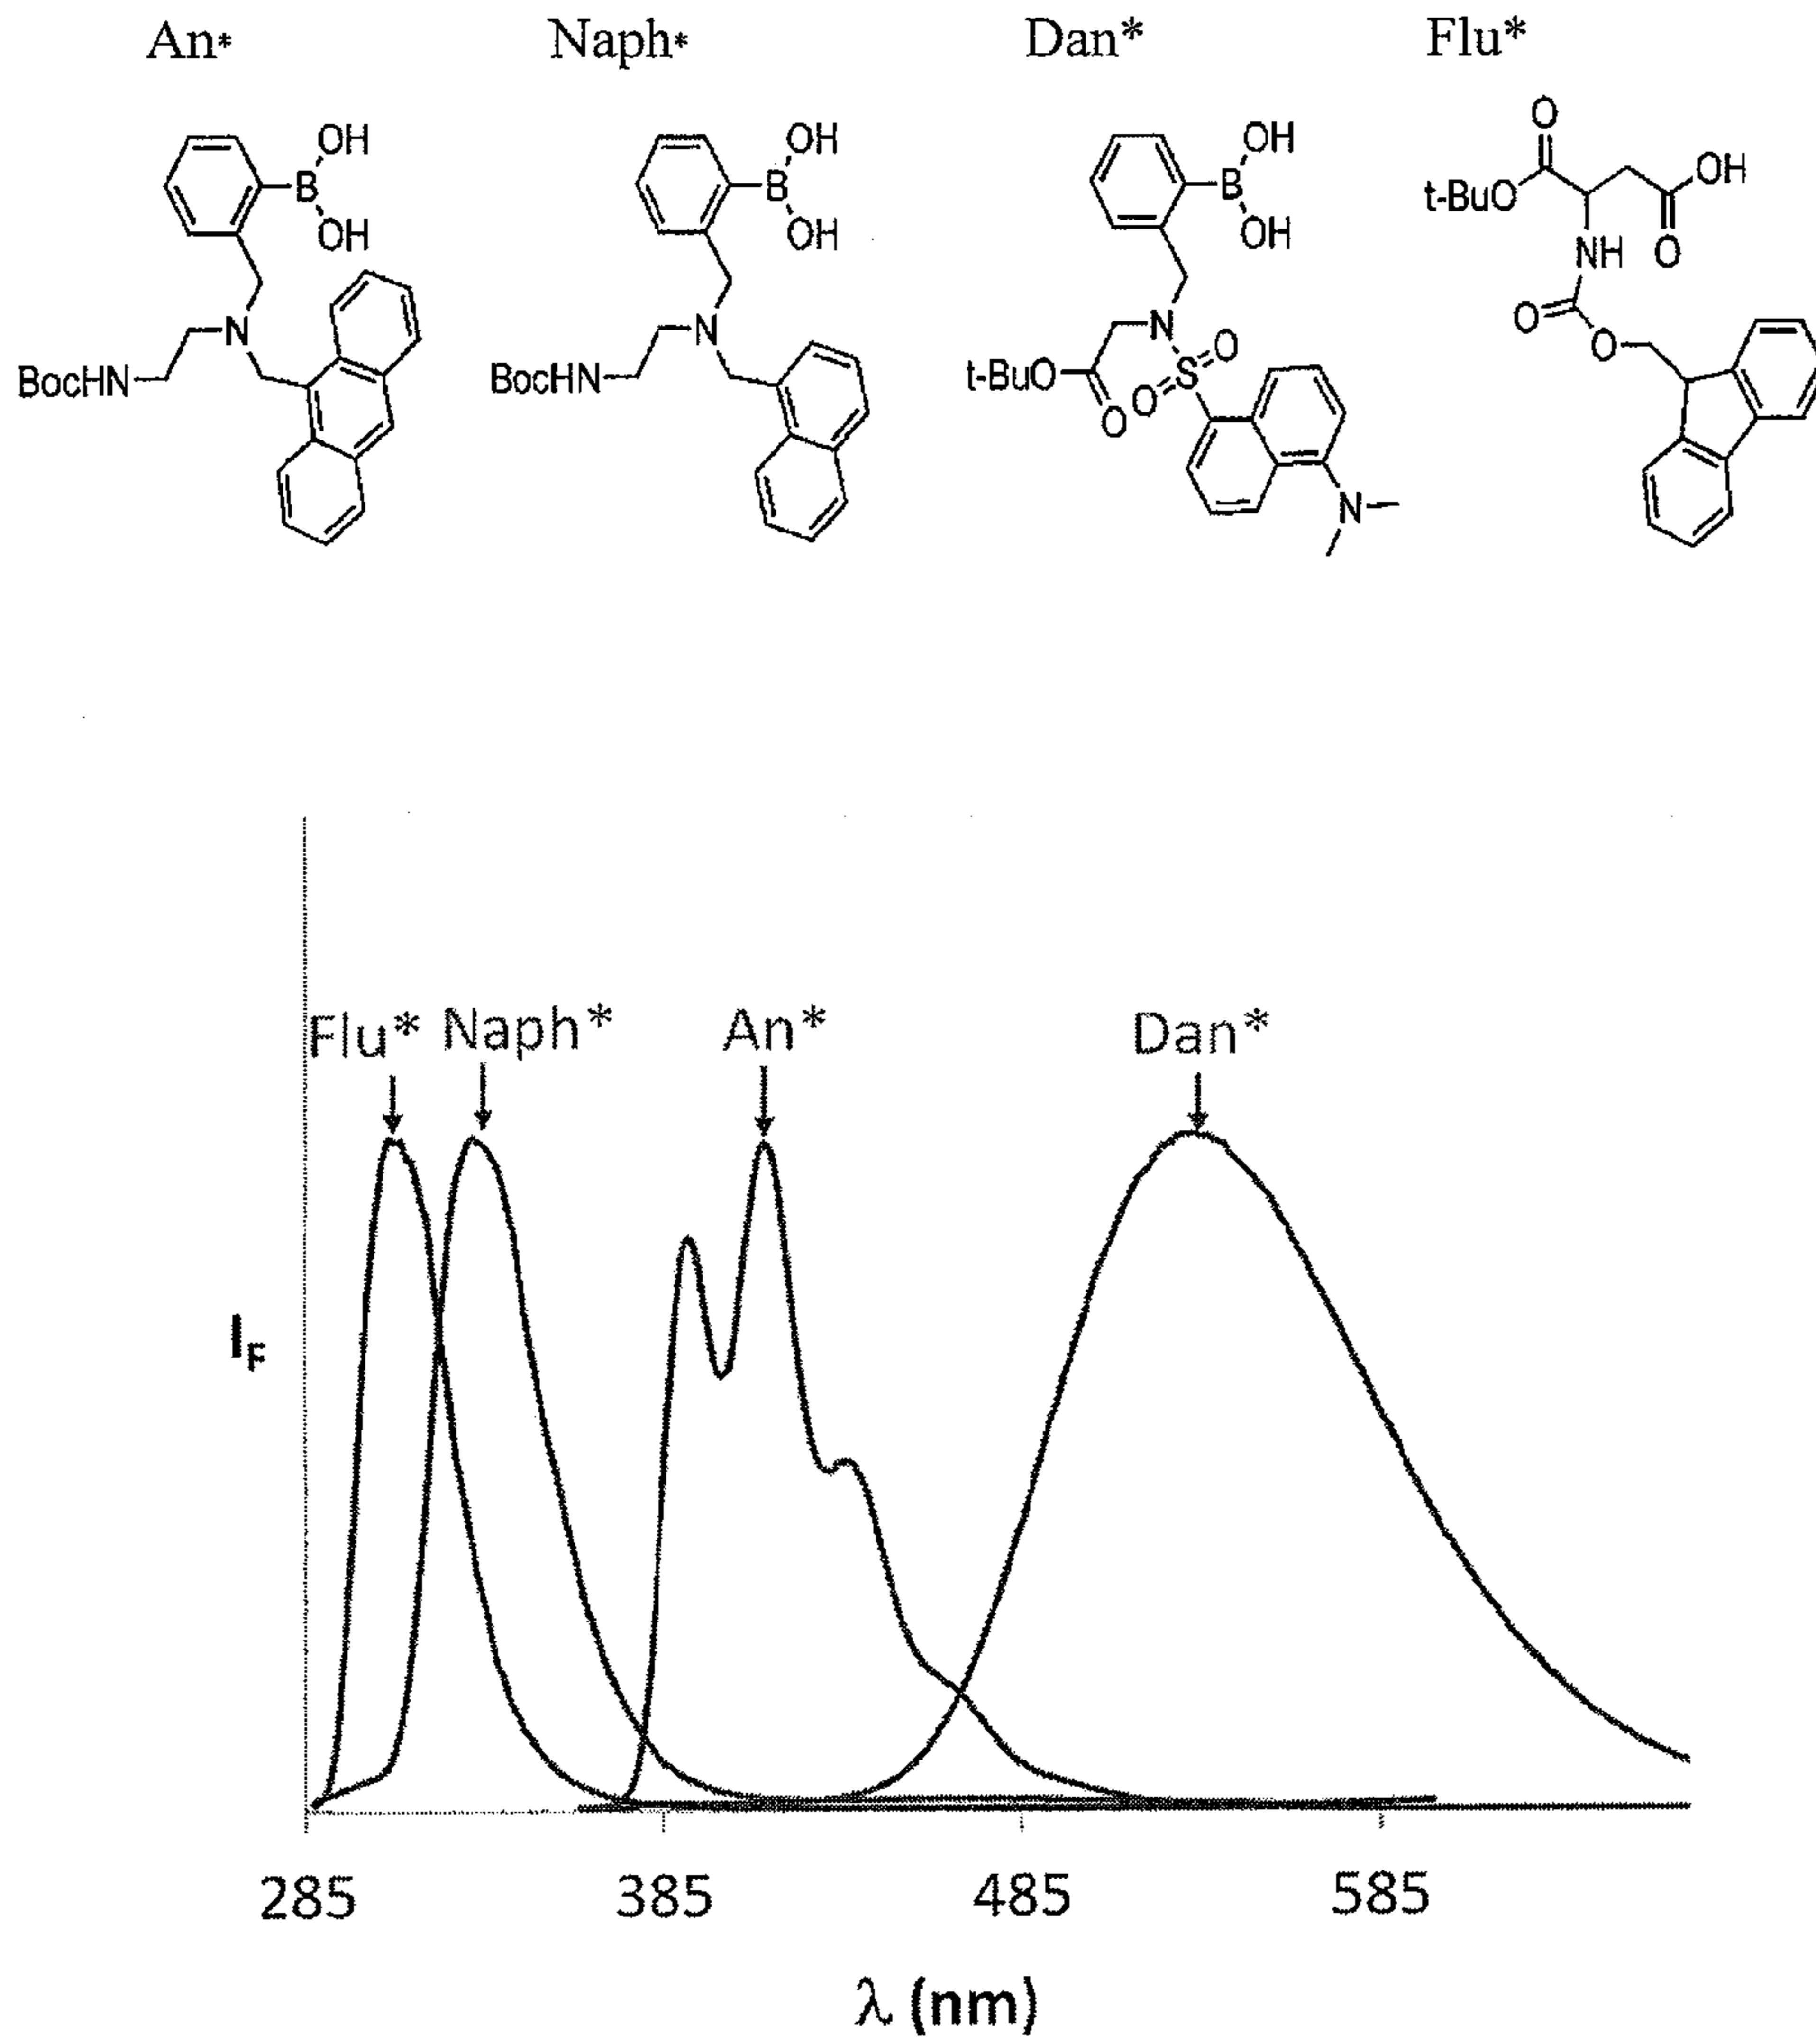 An* Naph* Dan* Flu*
OH OH OH O
B B B OH
OH OH OH t-BuO
O
NH
N N N O
O
BocHN BocHN t-BuO S O
O O
N
Flu* Naph* An* Dan*
I_F
285 385 485 585
λ (nm)